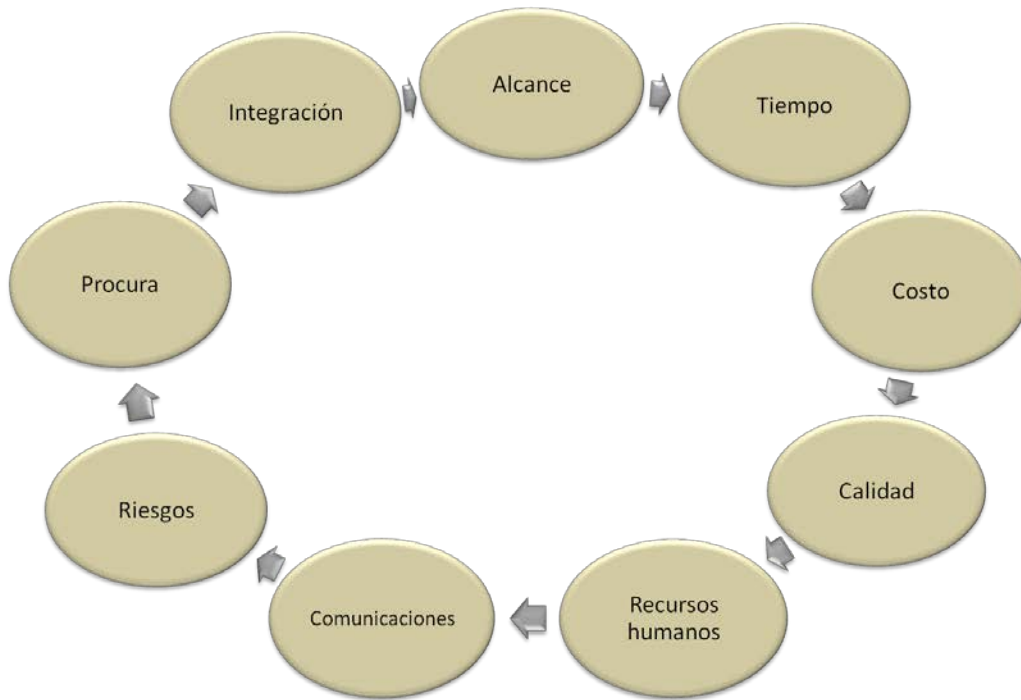 Integración
Alcance
Tiempo
Costo
Calidad
Recursos
humanos
Comunicaciones
Riesgos
Procura